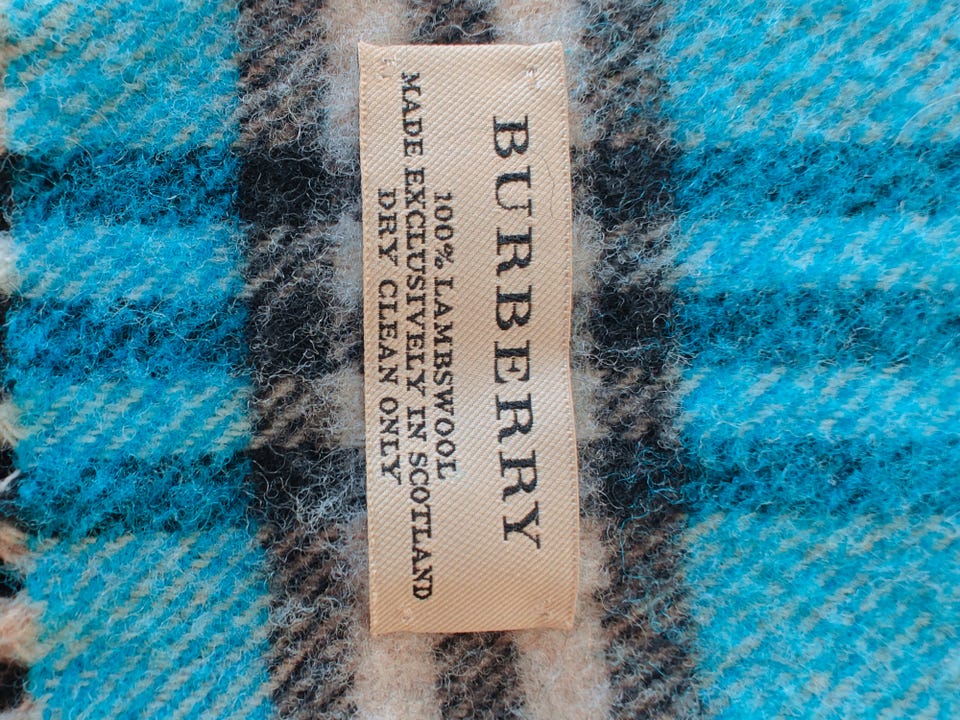 BURBERRY
100% LAMBSWOOL
MADE EXCLUSIVELY IN SCOTLAND
DRY CLEAN ONLY